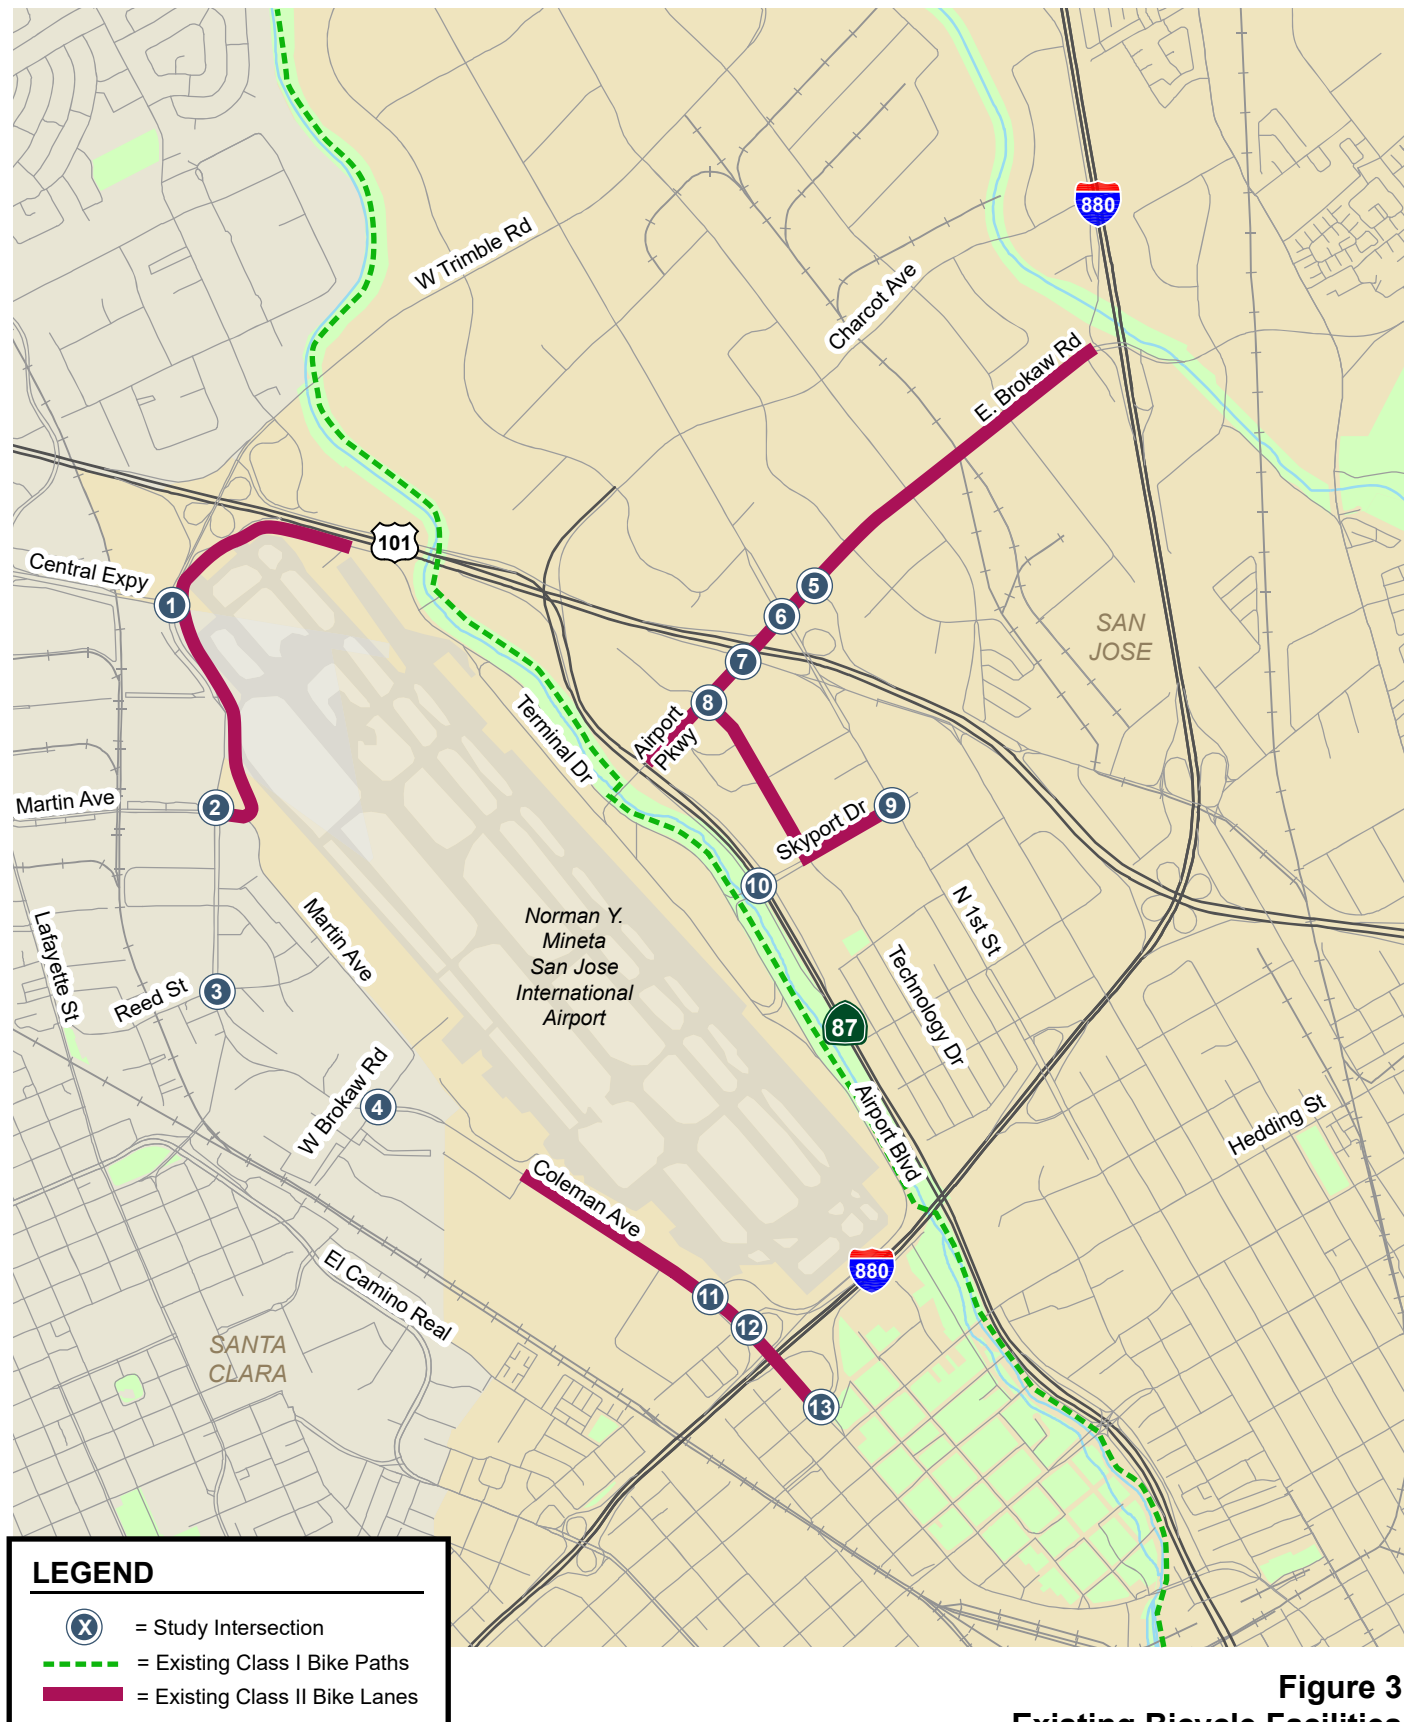 880
W Trimble Rd
Charcot Ave
E. Brokaw Rd
101
Central Expy
1
5
6
SAN
JOSE
7
8
Airport
Pkwy
Terminal Dr
Martin Ave
2
9
Skyport Dr
10
Norman Y.
Mineta
San Jose
International
Airport
N 1st St
Martin Ave
Lafayette St
Technology Dr
Reed St
3
87
W Brokaw Rd
4
Airport Blvd
Hedding St
Coleman Ave
880
El Camino Real
11
12
SANTA
CLARA
13
LEGEND
X = Study Intersection
= Existing Class I Bike Paths
= Existing Class II Bike Lanes
Figure 3
Existing Bicycle Facilities